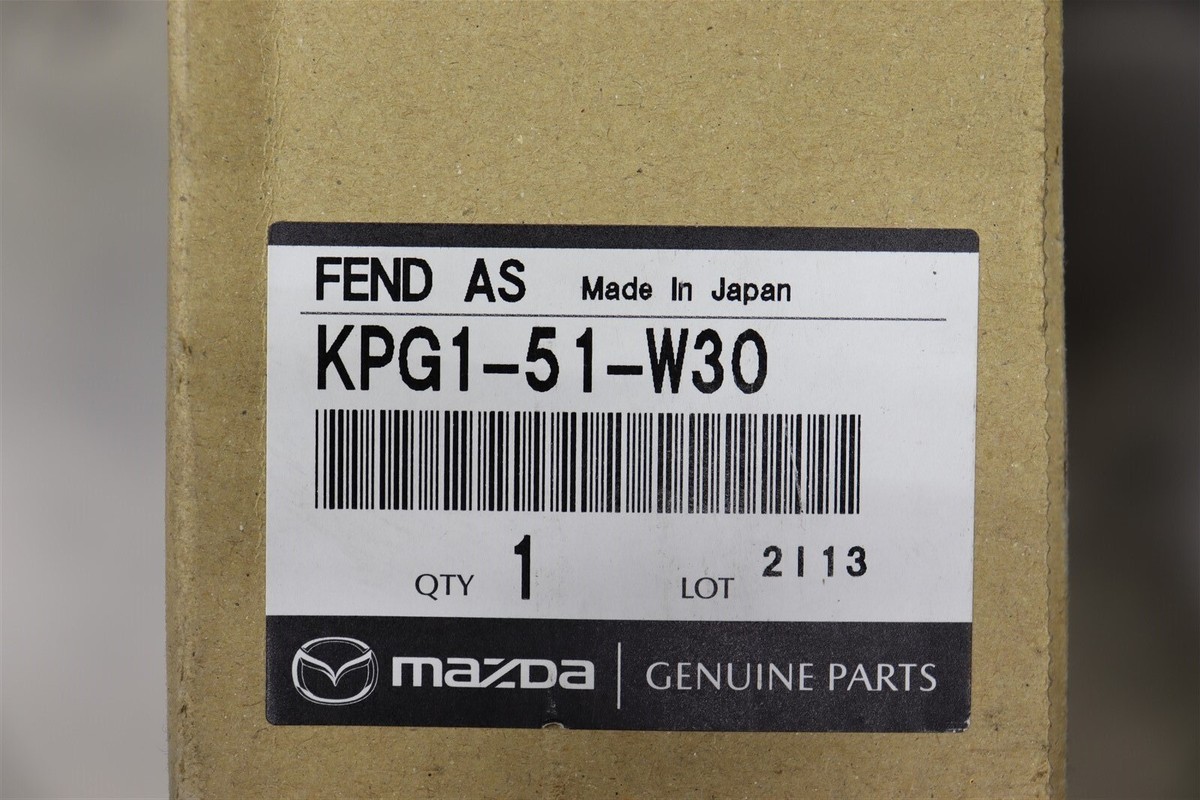 FEND AS Made In Japan
KPG1-51-W30
QTY 1 LOT 2113
mazda GENUINE PARTS